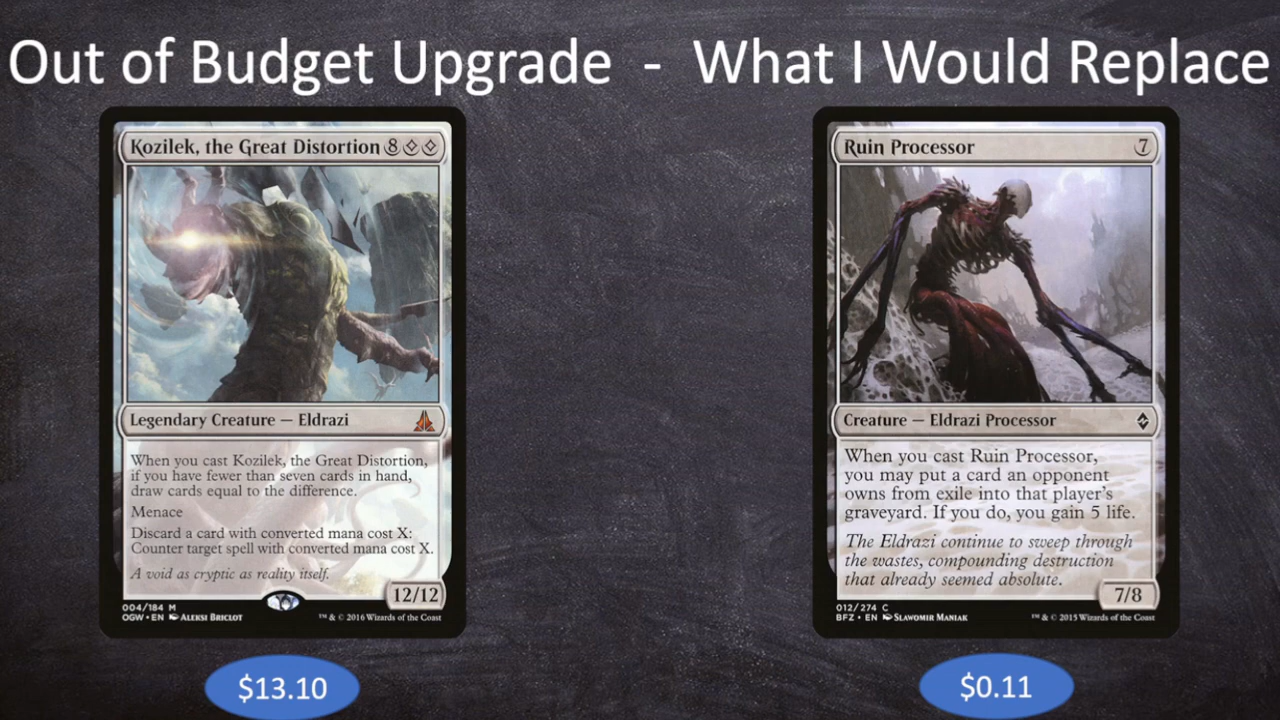 Out of Budget Upgrade - What I Would Replace
Kozilek, the Great Distortion 8
Legendary Creature — Eldrazi
When you cast Kozilek, the Great Distortion,
if you have fewer than seven cards in hand,
draw cards equal to the difference.
Menace
Discard a card with converted mana cost X:
Counter target spell with converted mana cost X.
A void as cryptic as reality itself.
12/12
004/184 M
OGW • EN ALEKSI BRICLOT
™ & © 2016 Wizards of the Coast
$13.10
Ruin Processor 7
Creature — Eldrazi Processor
When you cast Ruin Processor,
you may put a card an opponent
owns from exile into that player's
graveyard. If you do, you gain 5 life.
The Eldrazi continue to sweep through
the wastes, compounding destruction
that already seemed absolute.
7/8
012/274 C
BFZ • EN SLAWOMIR MANIAK
™ & © 2015 Wizards of the Coast
$0.11